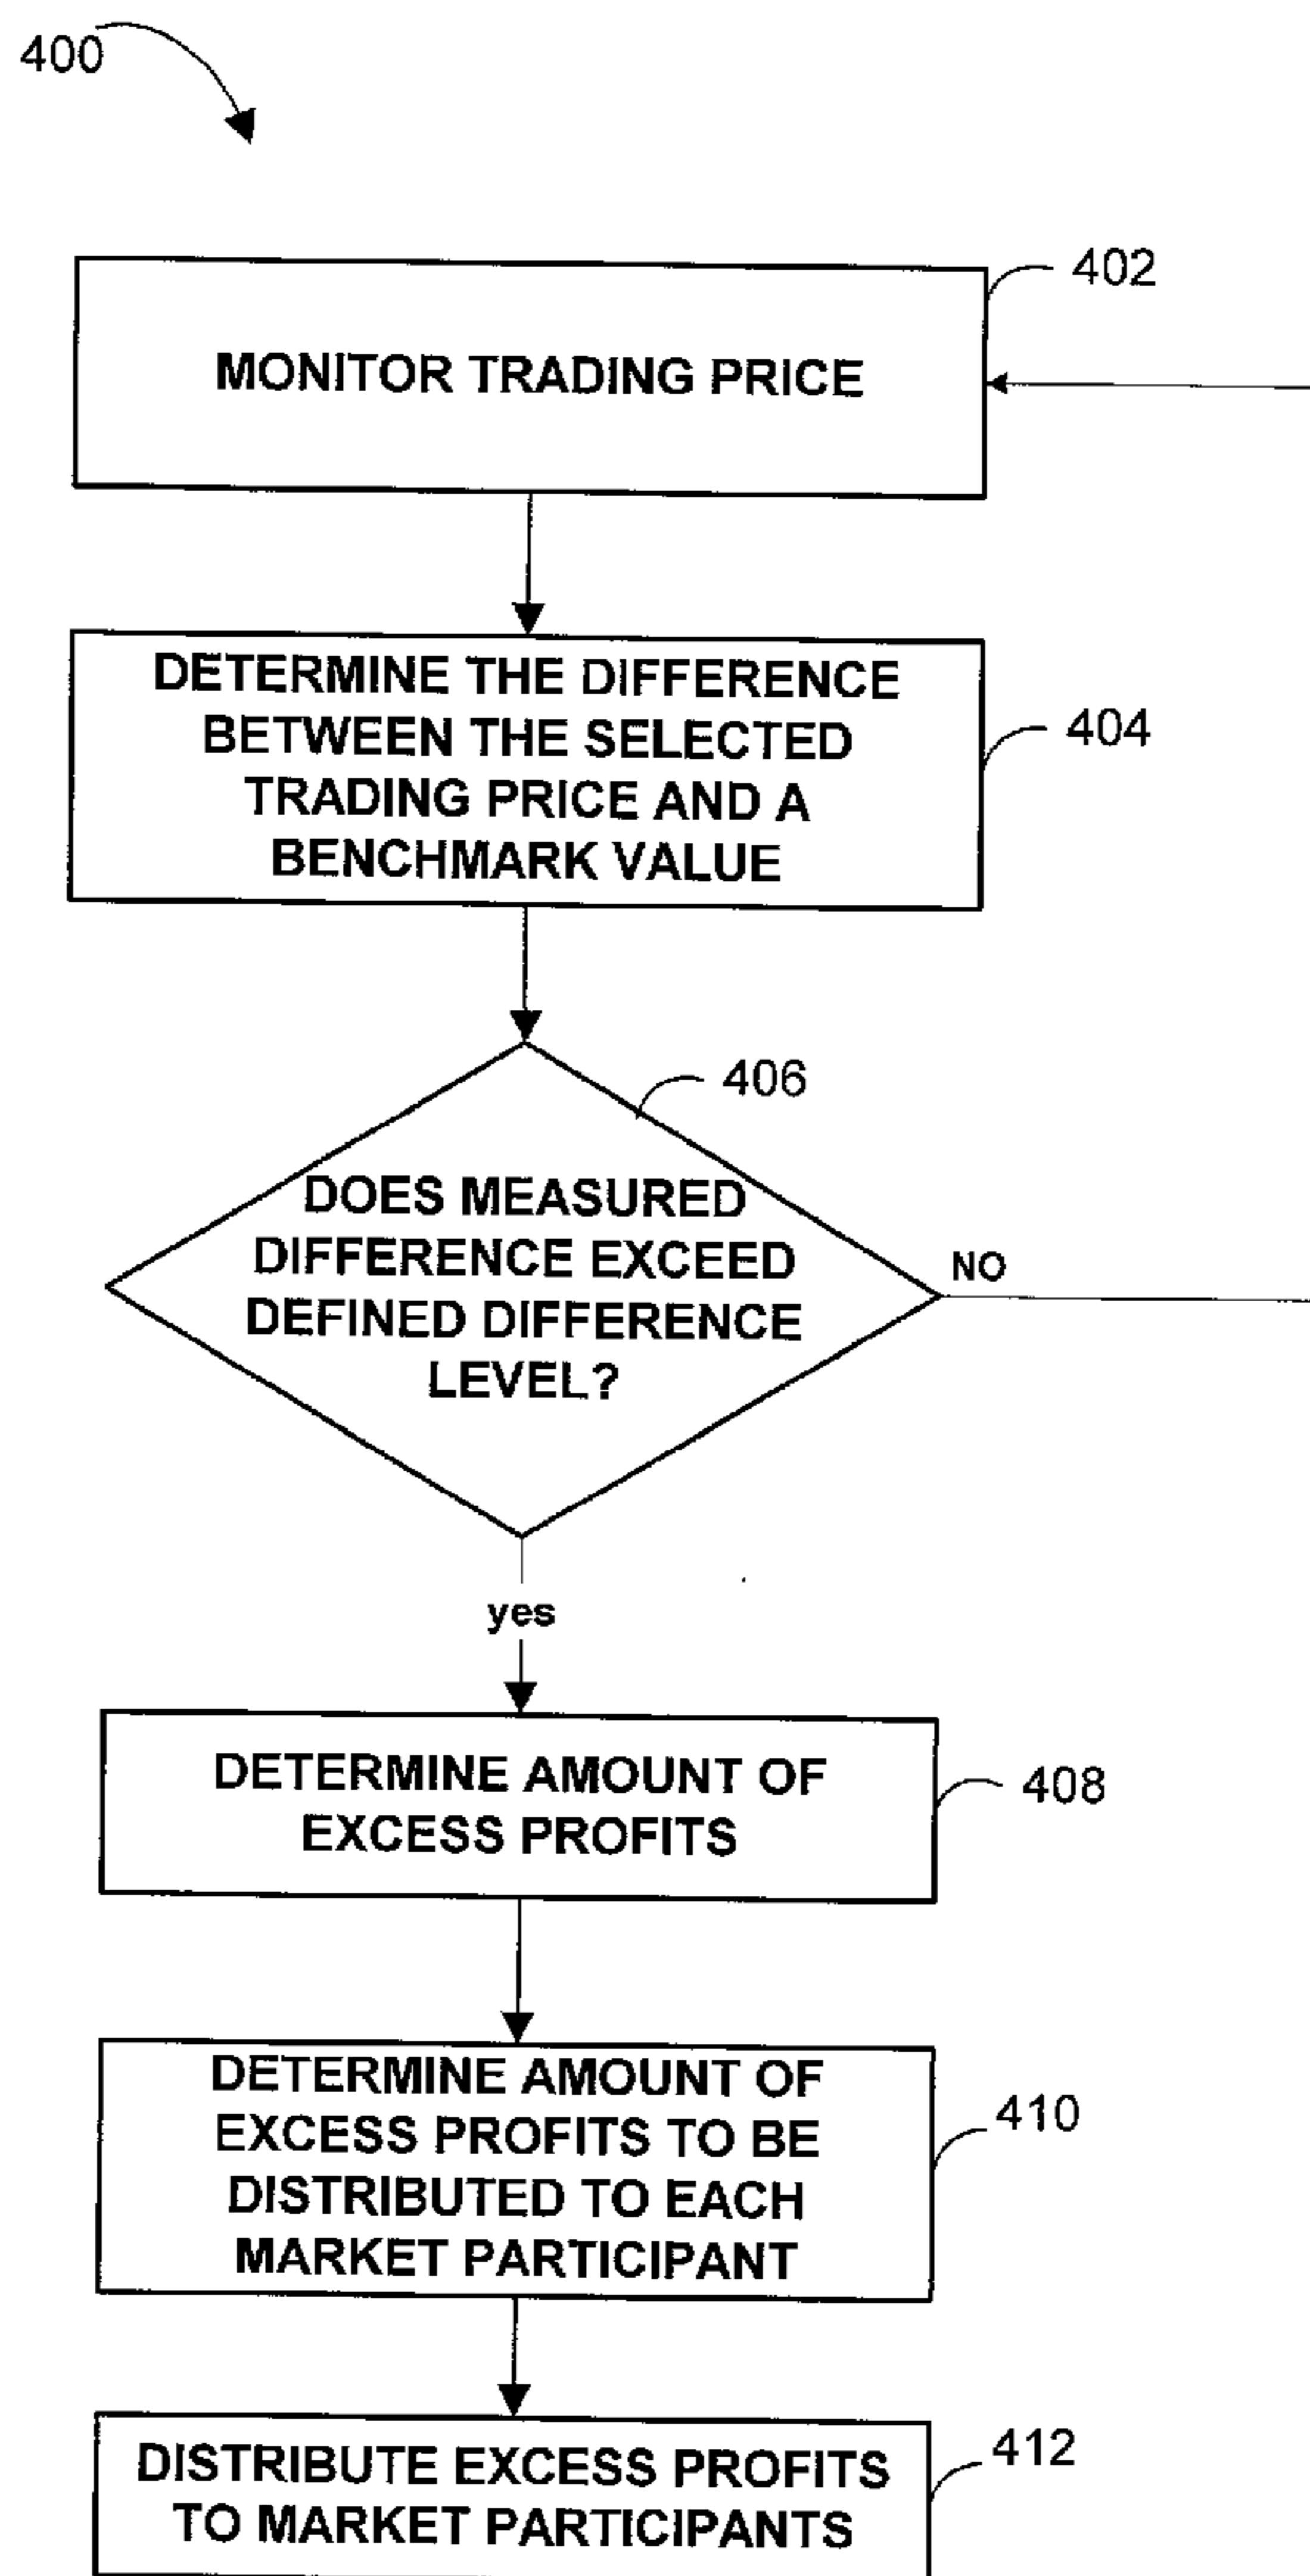 400
402
MONITOR TRADING PRICE
DETERMINE THE DIFFERENCE
BETWEEN THE SELECTED
TRADING PRICE AND A
BENCHMARK VALUE
404
406
DOES MEASURED
DIFFERENCE EXCEED
DEFINED DIFFERENCE
LEVEL?
NO
yes
DETERMINE AMOUNT OF
EXCESS PROFITS
408
DETERMINE AMOUNT OF
EXCESS PROFITS TO BE
DISTRIBUTED TO EACH
MARKET PARTICIPANT
410
DISTRIBUTE EXCESS PROFITS
TO MARKET PARTICIPANTS
412